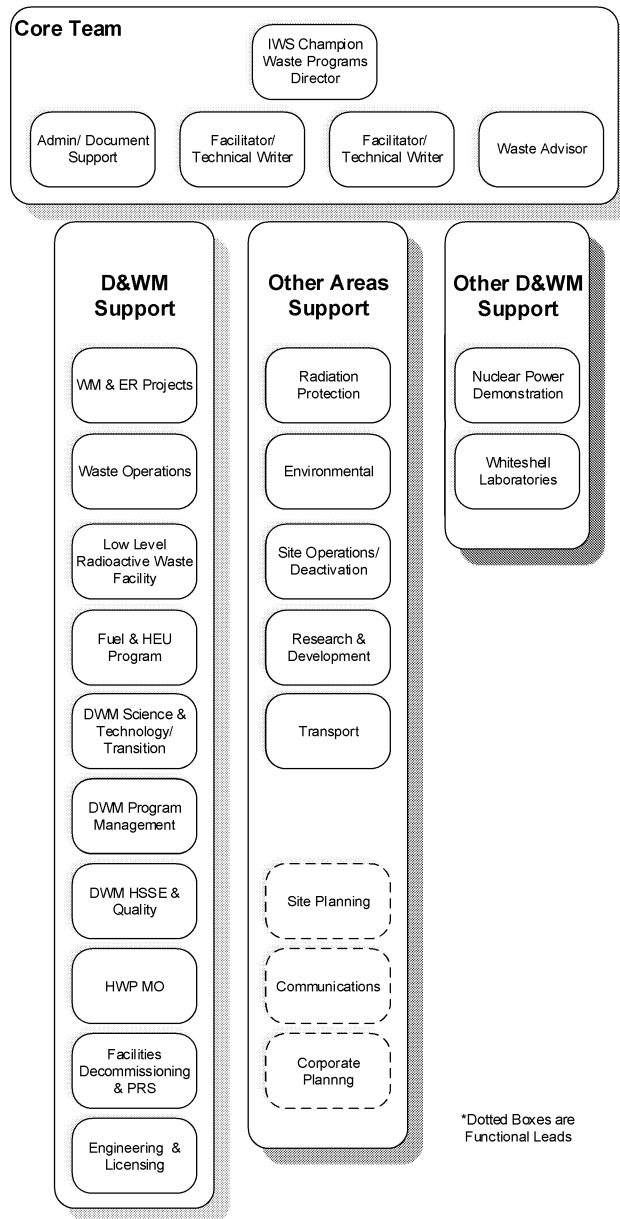 Core Team
IWS Champion
Waste Programs
Director
Admin/ Document
Support
Facilitator/
Technical Writer
Facilitator/
Technical Writer
Waste Advisor
D&WM
Support
WM & ER Projects
Waste Operations
Low Level
Radioactive Waste
Facility
Fuel & HEU
Program
DWM Science &
Technology/
Transition
DWM Program
Management
DWM HSSE &
Quality
HWP MO
Facilities
Decommissioning
& PRS
Engineering &
Licensing
Other Areas
Support
Radiation
Protection
Environmental
Site Operations/
Deactivation
Research &
Development
Transport
Site Planning
Communications
Corporate
Plannng
Other D&WM
Support
Nuclear Power
Demonstration
Whiteshell
Laboratories
*Dotted Boxes are
Functional Leads